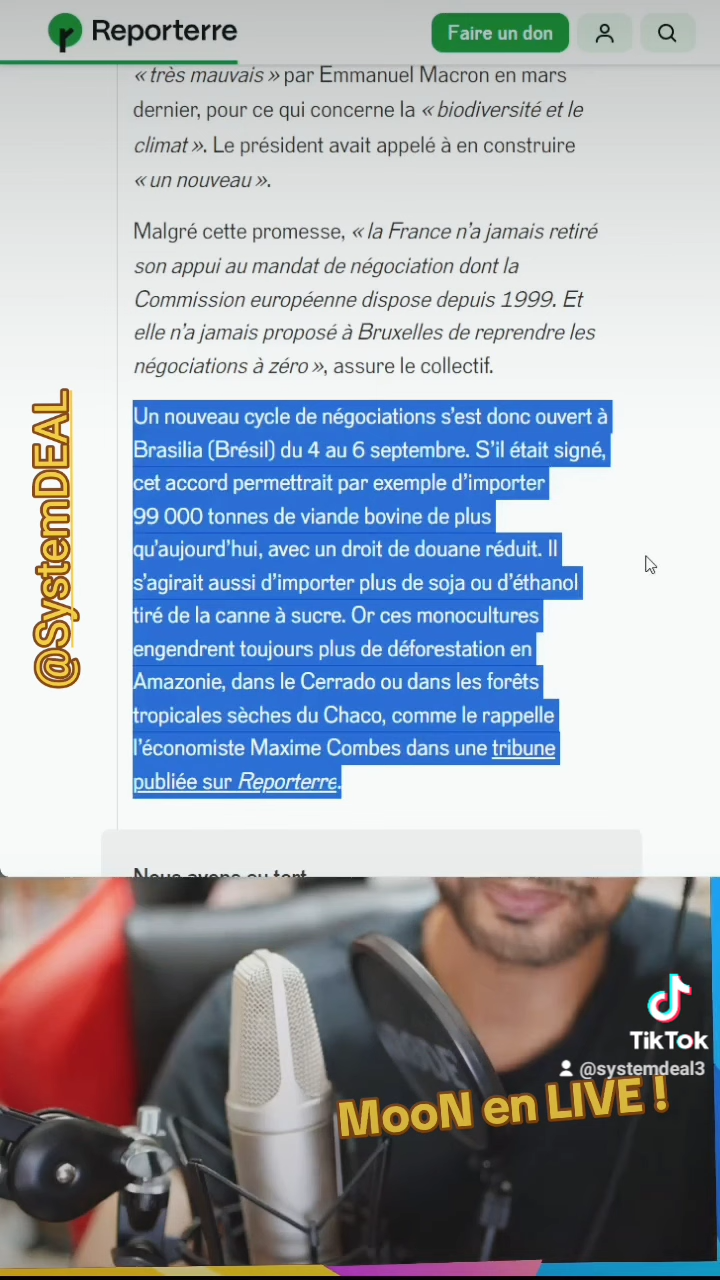 Reporterre
Faire un don
« très mauvais » par Emmanuel Macron en mars
dernier, pour ce qui concerne la « biodiversité et le
climat ». Le président avait appelé à en construire
« un nouveau ».
Malgré cette promesse, « la France n’a jamais retiré
son appui au mandat de négociation dont la
Commission européenne dispose depuis 1999. Et
elle n’a jamais proposé à Bruxelles de reprendre les
négociations à zéro », assure le collectif.
Un nouveau cycle de négociations s’est donc ouvert à
Brasilia (Brésil) du 4 au 6 septembre. S’il était signé,
cet accord permettrait par exemple d’importer
99 000 tonnes de viande bovine de plus
qu’aujourd’hui, avec un droit de douane réduit. Il
s’agirait aussi d’importer plus de soja ou d’éthanol
tiré de la canne à sucre. Or ces monocultures
engendrent toujours plus de déforestation en
Amazonie, dans le Cerrado ou dans les forêts
tropicales sèches du Chaco, comme le rappelle
l’économiste Maxime Combes dans une tribune
publiée sur Reporterre.
Nous avons eu tort
@SystemDEAL
TikTok
@systemdeal3
MooN en LIVE !